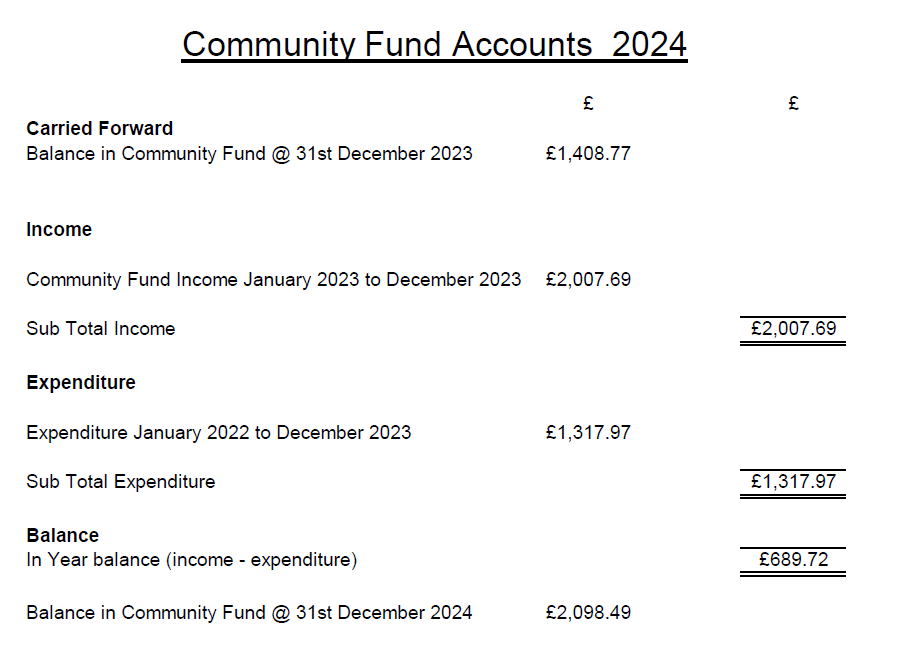 Community Fund Accounts 2024
£ £
Carried Forward
Balance in Community Fund @ 31st December 2023 £1,408.77
Income
Community Fund Income January 2023 to December 2023 £2,007.69
Sub Total Income £2,007.69
Expenditure
Expenditure January 2022 to December 2023 £1,317.97
Sub Total Expenditure £1,317.97
Balance
In Year balance (income - expenditure) £689.72
Balance in Community Fund @ 31st December 2024 £2,098.49